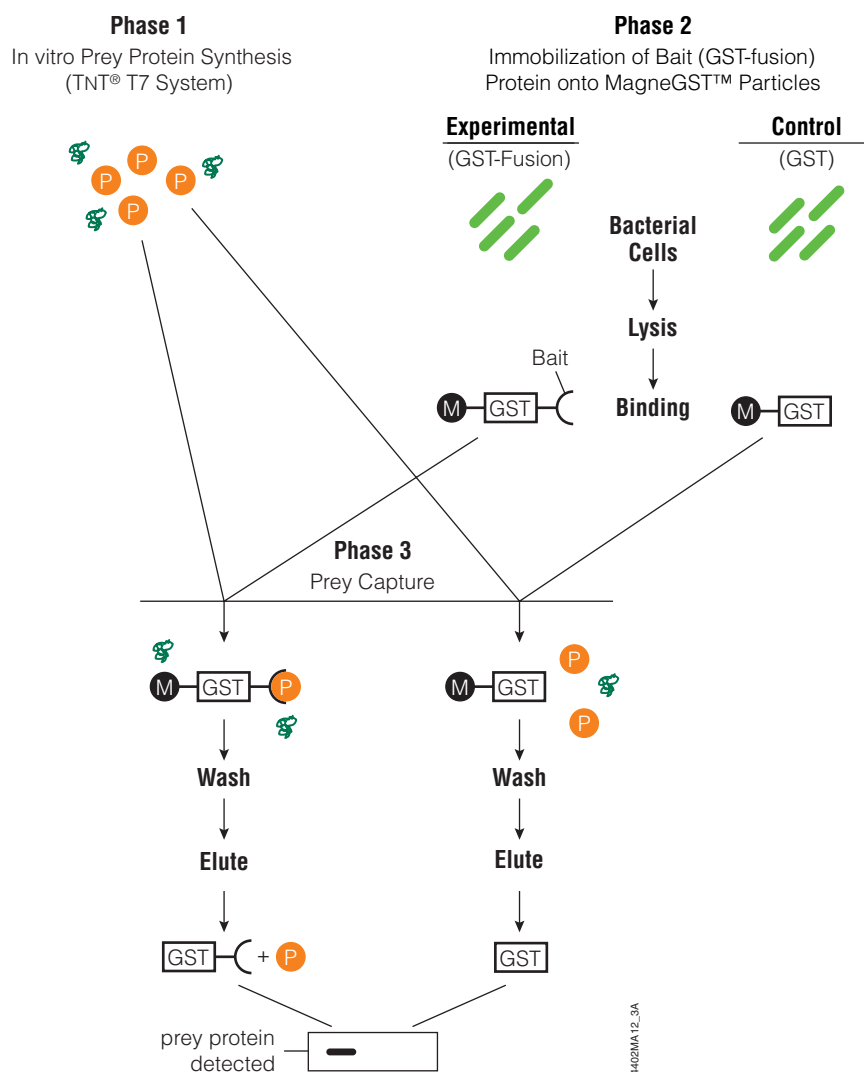 Phase 1
In vitro Prey Protein Synthesis
(TNT® T7 System)
P
P
P
P
Phase 2
Immobilization of Bait (GST-fusion)
Protein onto MagneGST™ Particles
Experimental
(GST-Fusion)
Control
(GST)
Bacterial
Cells
Lysis
Binding
Bait
M GST
M GST
Phase 3
Prey Capture
M GST P
M GST P
P
Wash
Wash
Elute
Elute
GST + P
GST
prey protein
detected
4402MA12_3A